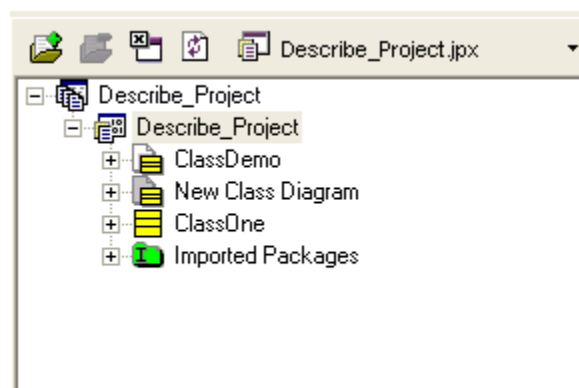 Describe_Project.jpx
Describe_Project
Describe_Project
ClassDemo
New Class Diagram
ClassOne
Imported Packages